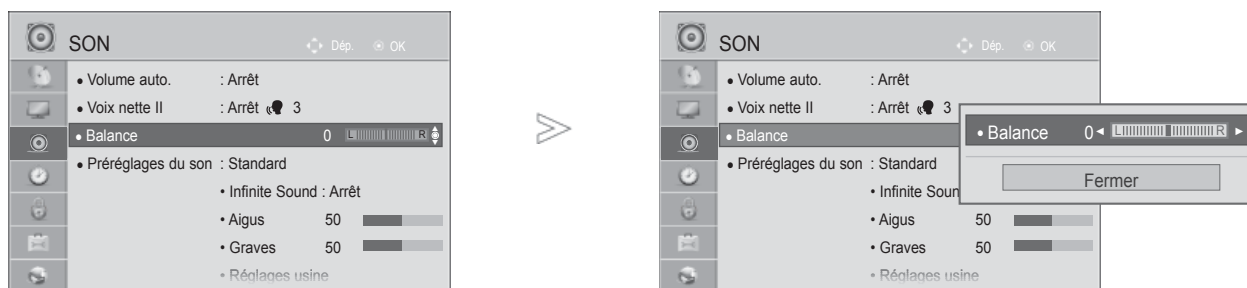 SON Dép. OK
• Volume auto. : Arrêt
• Voix nette II : Arrêt 3
• Balance 0 L R
• Préréglages du son : Standard
• Infinite Sound : Arrêt
• Aigus 50
• Graves 50
• Réglages usine
SON Dép. OK
• Volume auto. : Arrêt
• Voix nette II : Arrêt 3
• Balance
• Préréglages du son : Standard
• Infinite Soun
• Aigus 50
• Graves 50
• Réglages usine
• Balance 0 L R
Fermer